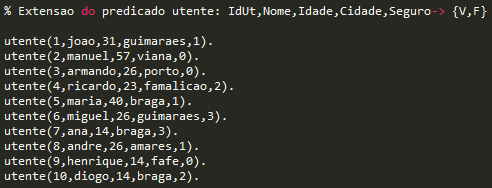 % Extensao do predicado utente: IdUt,Nome,Idade,Cidade,Seguro-> {V,F}
utente(1,joao,31,guimaraes,1).
utente(2,manuel,57,viana,0).
utente(3,armando,26,porto,0).
utente(4,ricardo,23,famalicao,2).
utente(5,maria,40,braga,1).
utente(6,miguel,26,guimaraes,3).
utente(7,ana,14,braga,3).
utente(8,andre,26,amares,1).
utente(9,henrique,14,fafe,0).
utente(10,diogo,14,braga,2).